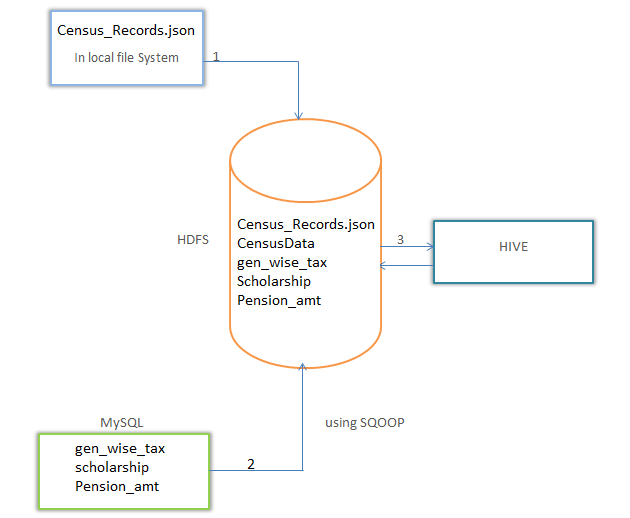 Census_Records.json
In local file System
1
HDFS
Census_Records.json
CensusData
gen_wise_tax
Scholarship
Pension_amt
3
HIVE
MySQL
using SQOOP
gen_wise_tax
scholarship
Pension_amt
2